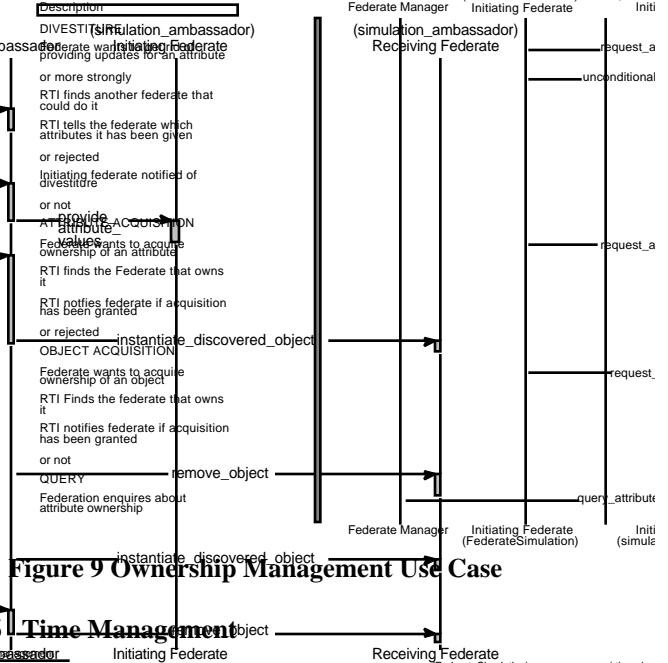 Description
Federate Manager
Initiating Federate
DIVESTITURE
(simulation_ambassador)
(simulation_ambassador)
Initiating Federate
Receiving Federate
Federate wants to
providing updates for an attribute
or more strongly
request_a
unconditional
RTI finds another federate that
could do it
RTI tells the federate which
attributes it has been given
or rejected
Initiating federate notified of
divestiture
or not
provide
attribute_
values
ATTRIBUTE ACQUISITION
Federate wants to acquire
ownership of an attribute
request_a
RTI finds the Federate that owns
it
RTI notfies federate if acquisition
has been granted
or rejected
instantiate_discovered_object
OBJECT ACQUISITION
Federate wants to acquire
ownership of an object
request_
RTI Finds the federate that owns
it
RTI notifies federate if acquisition
has been granted
or not
remove_object
QUERY
Federation enquires about
attribute ownership
query_attribute
Federate Manager
Initiating Federate
(FederateSimulation)
(simula
instantiate_discovered_object
Figure 9 Ownership Management Use Case
Time Management
remove_object
Initiating Federate
Receiving Federate